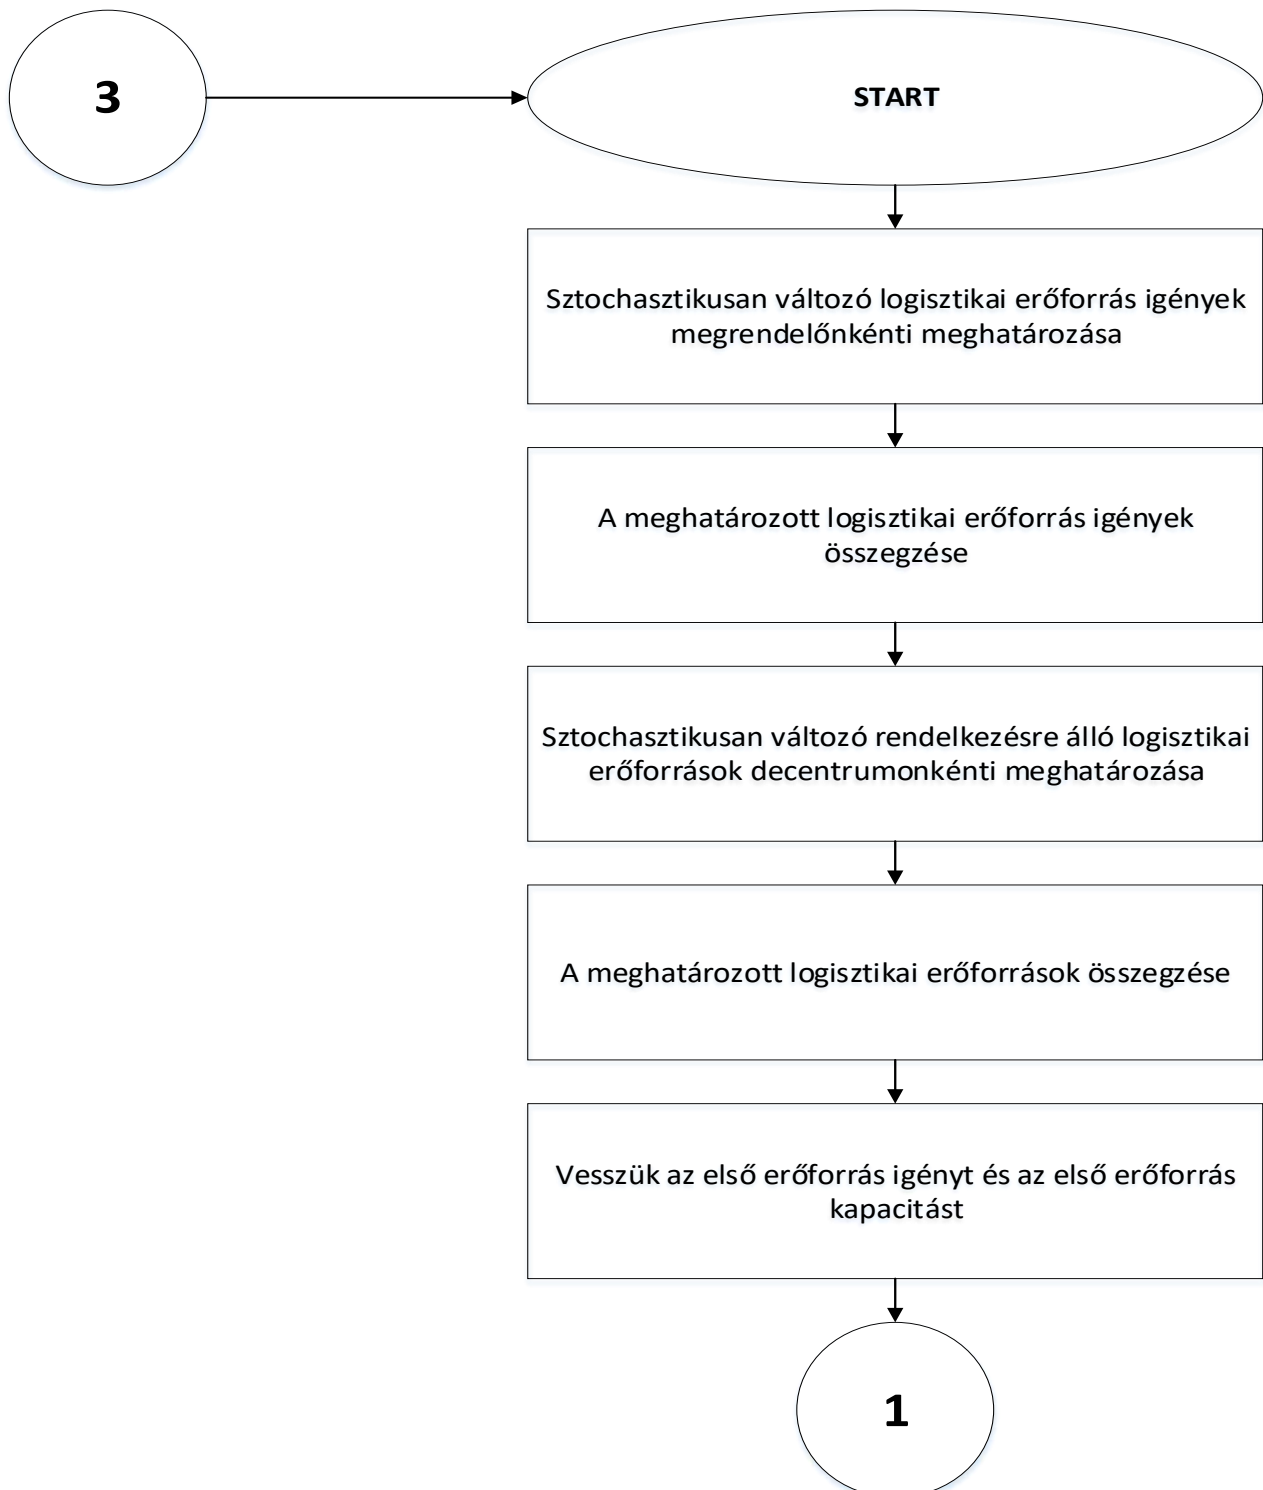 3
START
Sztochasztikusan változó logisztikai erőforrás igények
megrendelőnkénti meghatározása
A meghatározott logisztikai erőforrás igények
összegzése
Sztochasztikusan változó rendelkezésre álló logisztikai
erőforrások decentrumonkénti meghatározása
A meghatározott logisztikai erőforrások összegzése
Vesszük az első erőforrás igényt és az első erőforrás
kapacitást
1